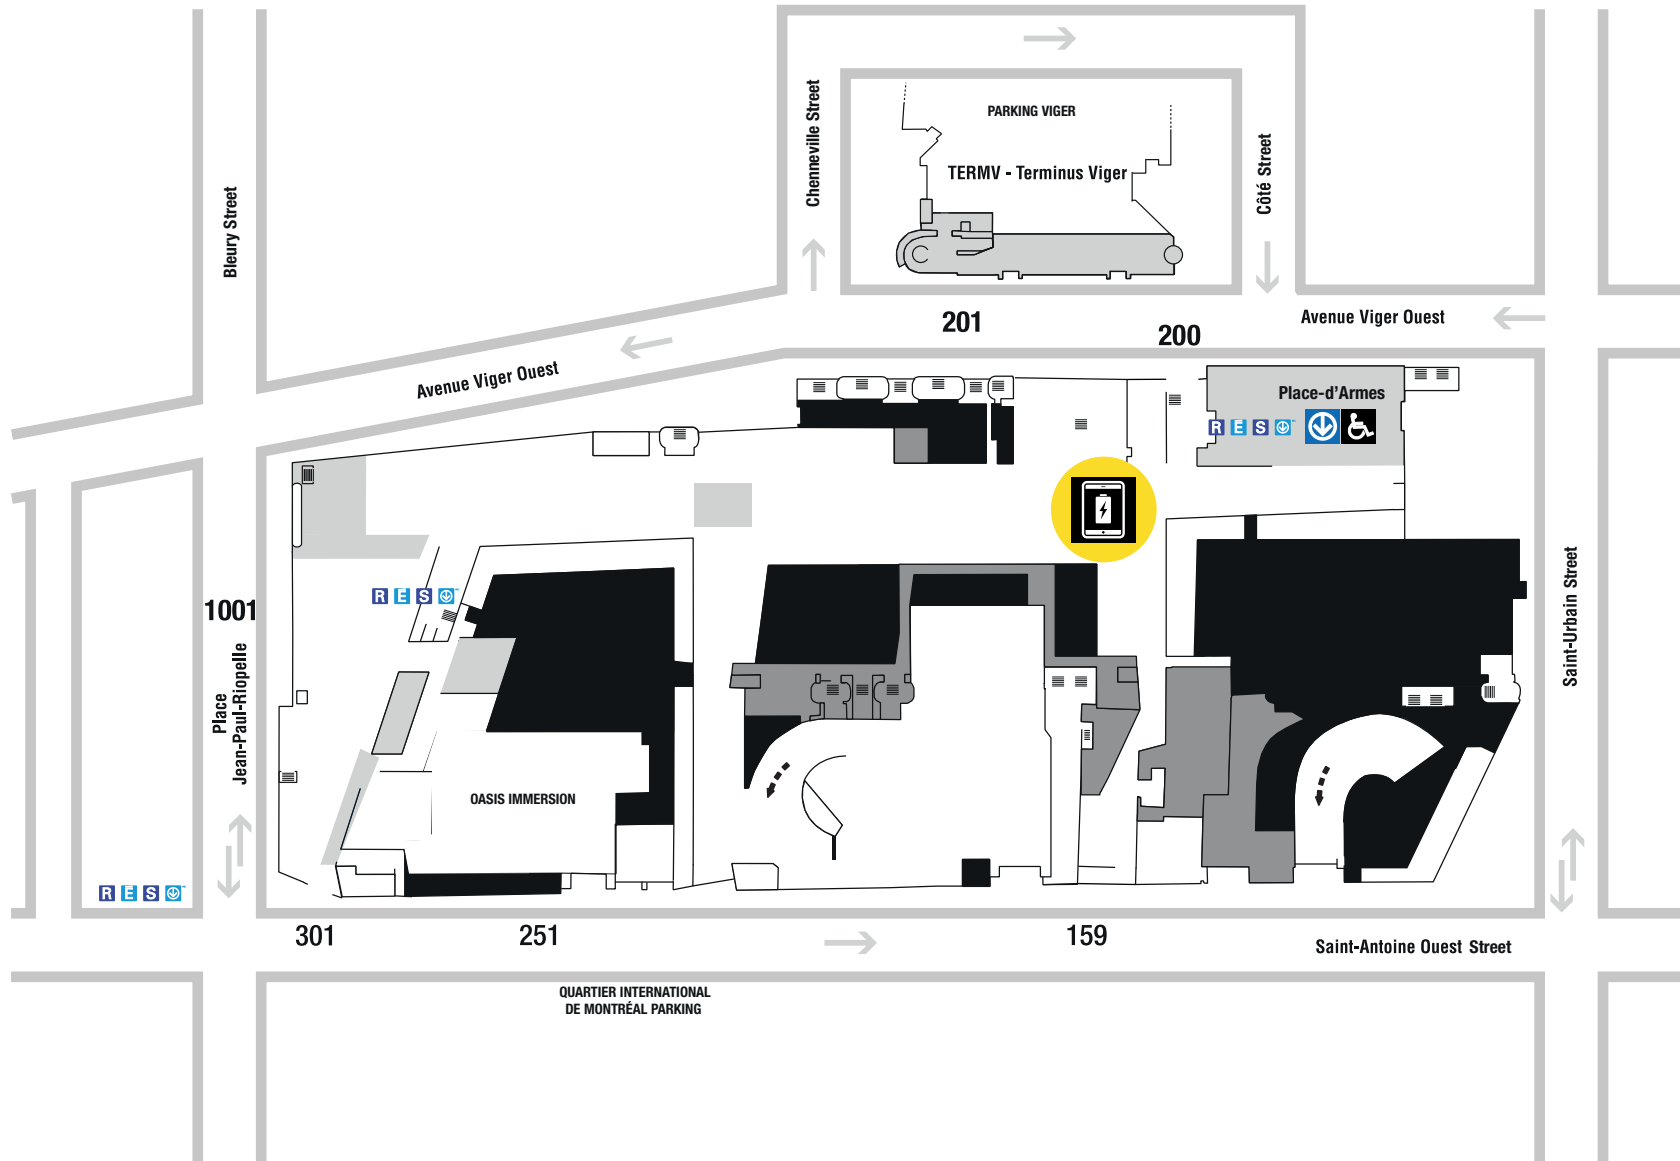 PARKING VIGER
TERMV - Terminus Viger
Chenneville Street
Côté Street
Bleury Street
201
200
Avenue Viger Ouest
Avenue Viger Ouest
Place-d'Armes
R E S
R E S
1001
Place
Jean-Paul-Riopelle
Saint-Urbain Street
OASIS IMMERSION
R E S
301
251
159
Saint-Antoine Ouest Street
QUARTIER INTERNATIONAL
DE MONTRÉAL PARKING